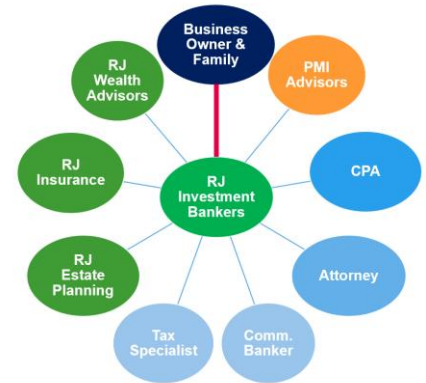 Business
Owner &
Family
PMI
Advisors
CPA
Attorney
Comm.
Banker
Tax
Specialist
RJ
Estate
Planning
RJ
Insurance
RJ
Wealth
Advisors
RJ
Investment
Bankers